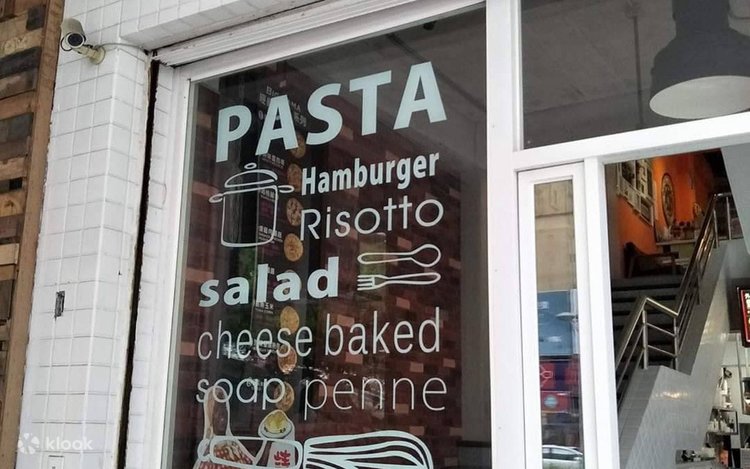 PASTA
Hamburger
Risotto
salad
cheese baked
soap penne
klook